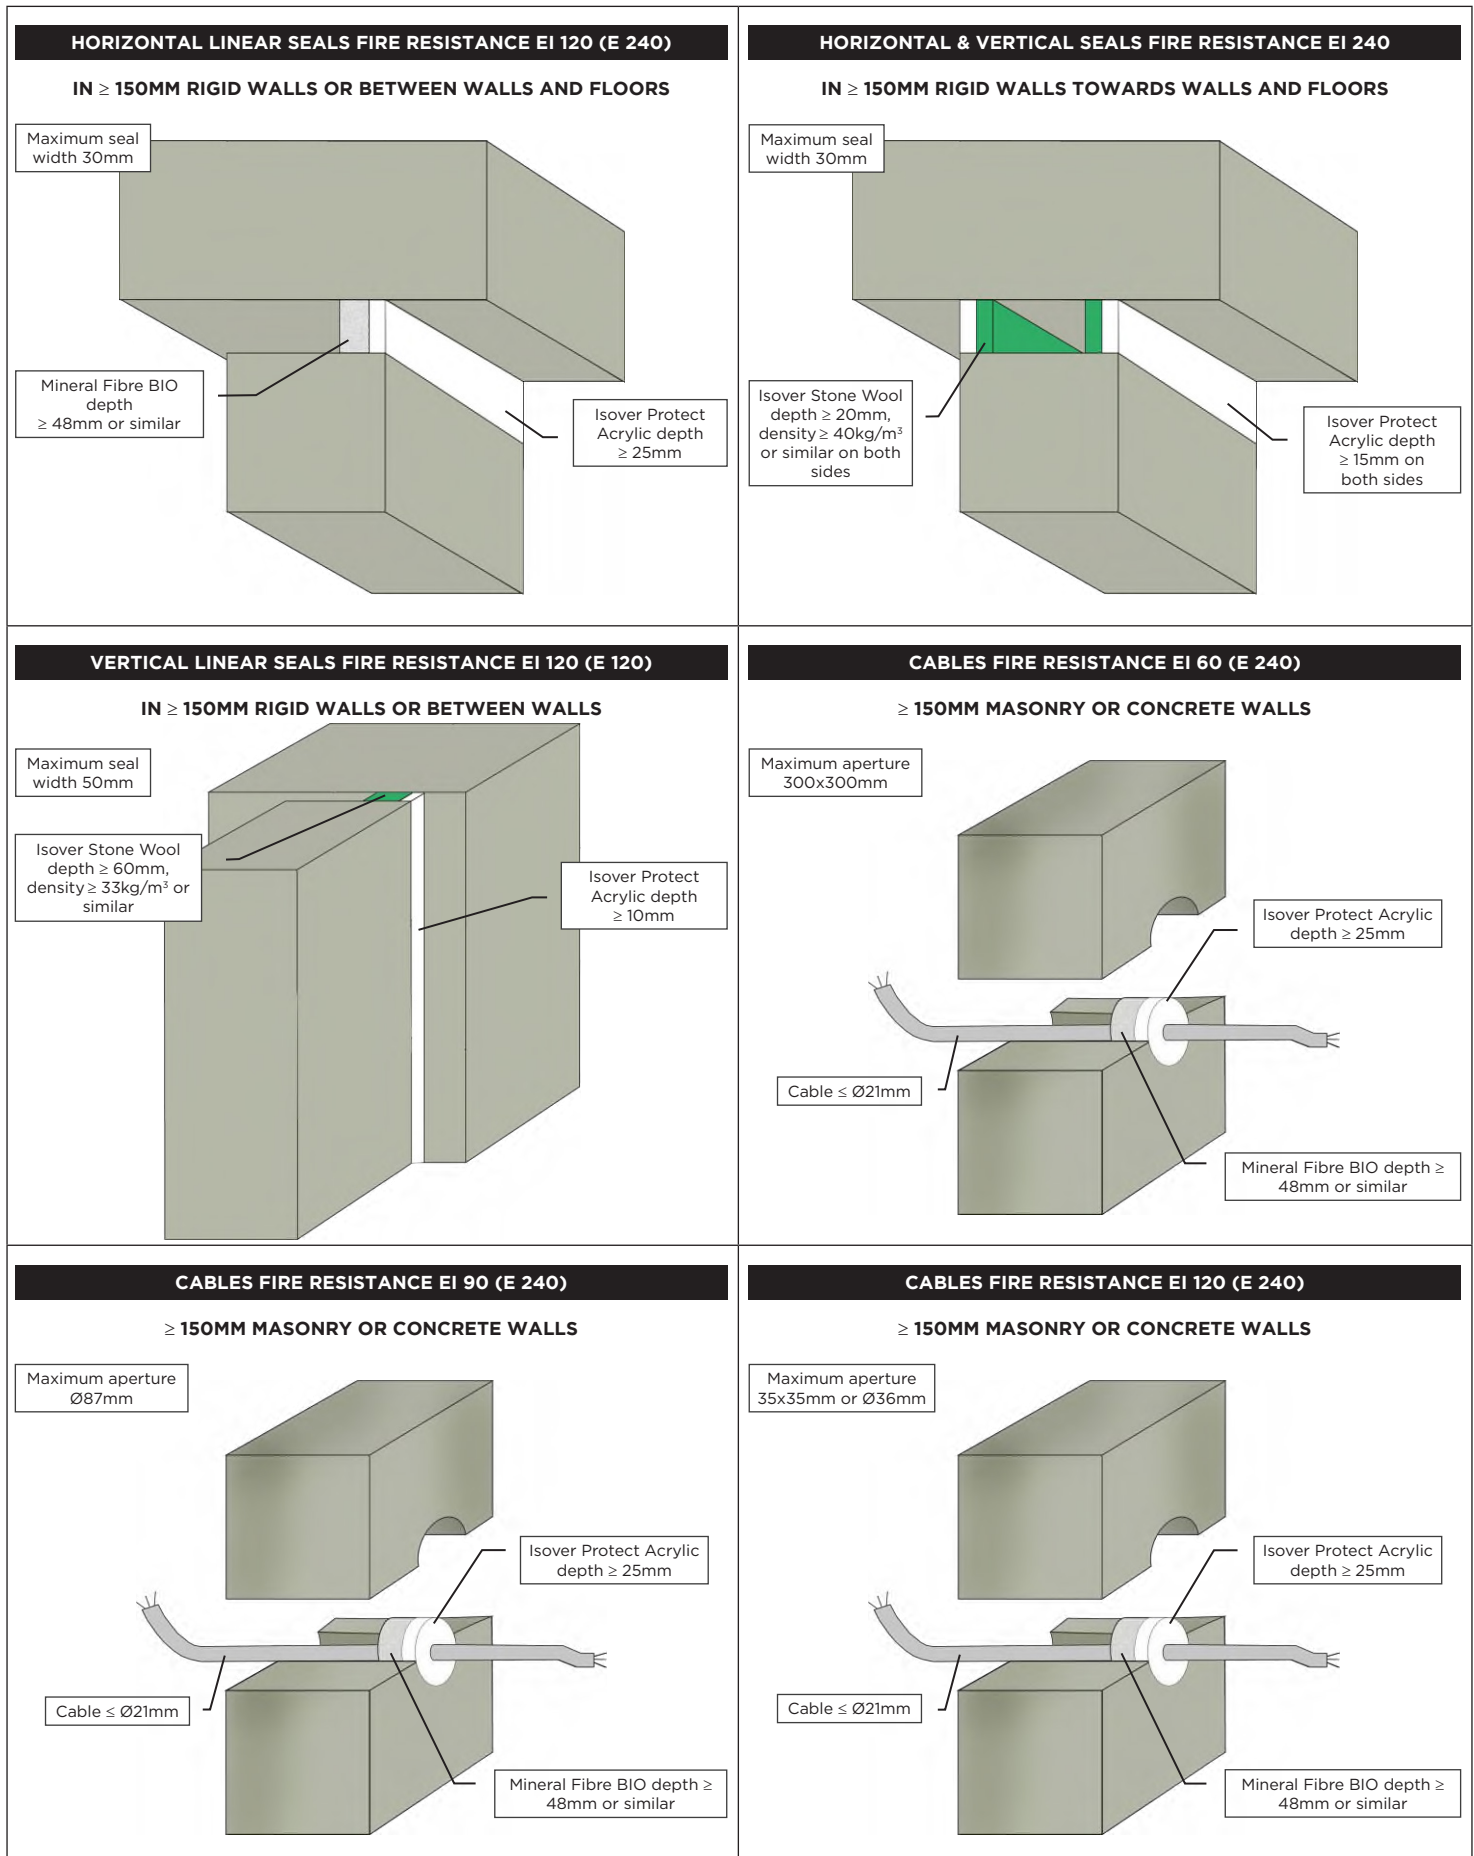 HORIZONTAL LINEAR SEALS FIRE RESISTANCE EI 120 (E 240)
IN ≥ 150MM RIGID WALLS OR BETWEEN WALLS AND FLOORS
Maximum seal
width 30mm
Mineral Fibre BIO
depth
≥ 48mm or similar
Isover Protect
Acrylic depth
≥ 25mm
HORIZONTAL & VERTICAL SEALS FIRE RESISTANCE EI 240
IN ≥ 150MM RIGID WALLS TOWARDS WALLS AND FLOORS
Maximum seal
width 30mm
Isover Stone Wool
depth ≥ 20mm,
density ≥ 40kg/m³
or similar on both
sides
Isover Protect
Acrylic depth
≥ 15mm on
both sides
VERTICAL LINEAR SEALS FIRE RESISTANCE EI 120 (E 120)
IN ≥ 150MM RIGID WALLS OR BETWEEN WALLS
Maximum seal
width 50mm
Isover Stone Wool
depth ≥ 60mm,
density ≥ 33kg/m³ or
similar
Isover Protect
Acrylic depth
≥ 10mm
CABLES FIRE RESISTANCE EI 60 (E 240)
≥ 150MM MASONRY OR CONCRETE WALLS
Maximum aperture
300x300mm
Isover Protect Acrylic
depth ≥ 25mm
Cable ≤ Ø21mm
Mineral Fibre BIO depth ≥
48mm or similar
CABLES FIRE RESISTANCE EI 90 (E 240)
≥ 150MM MASONRY OR CONCRETE WALLS
Maximum aperture
Ø87mm
Isover Protect Acrylic
depth ≥ 25mm
Cable ≤ Ø21mm
Mineral Fibre BIO depth ≥
48mm or similar
CABLES FIRE RESISTANCE EI 120 (E 240)
≥ 150MM MASONRY OR CONCRETE WALLS
Maximum aperture
35x35mm or Ø36mm
Isover Protect Acrylic
depth ≥ 25mm
Cable ≤ Ø21mm
Mineral Fibre BIO depth ≥
48mm or similar